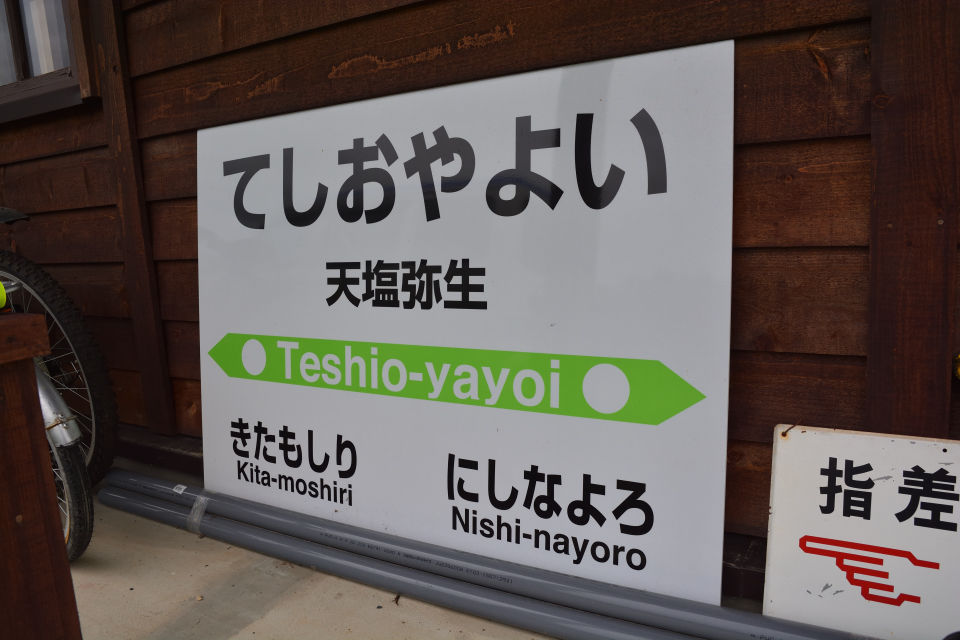 てしおやよい
天塩弥生
Teshio-yayoi
きたもしり
Kita-moshiri
にしなよろ
Nishi-nayoro
指差